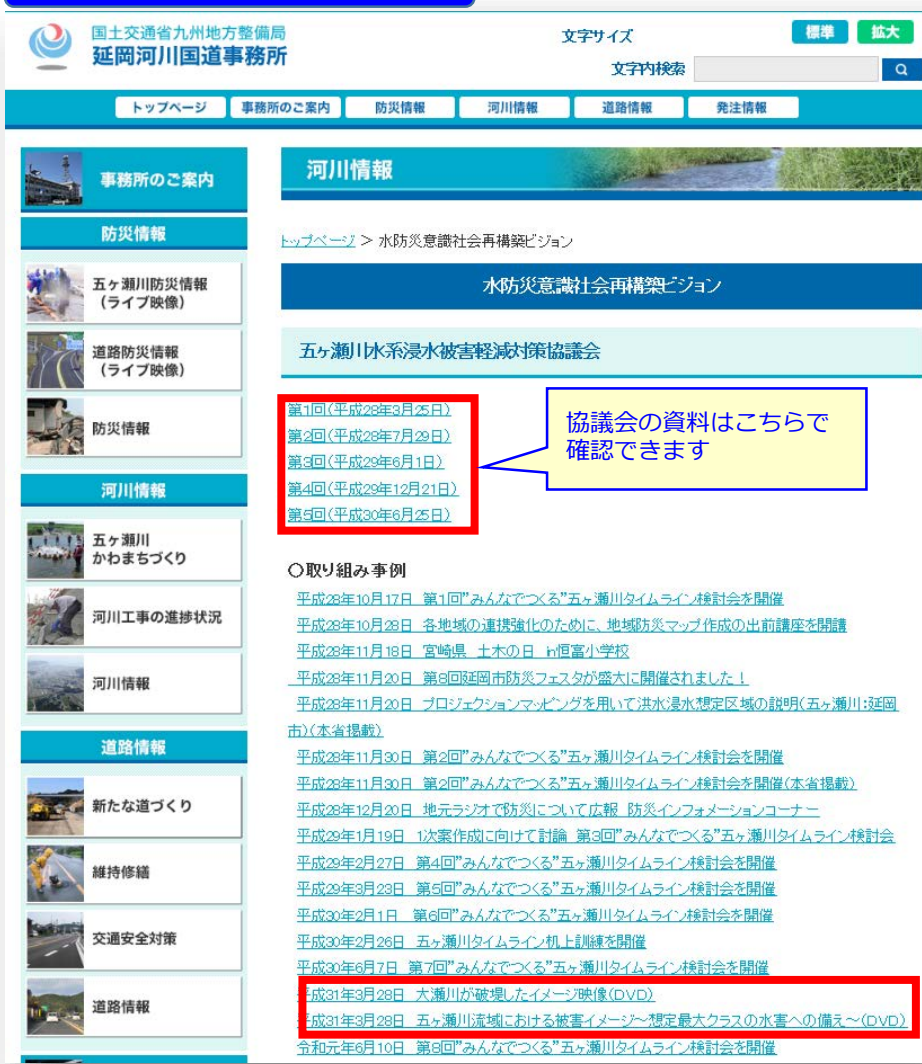 国土交通省九州地方整備局
延岡河川国道事務所
文字サイズ
標準
拡大
文字内検索
トップページ
事務所のご案内
防災情報
河川情報
道路情報
発注情報
事務所のご案内
防災情報
五ヶ瀬川防災情報
(ライブ映像)
道路防災情報
(ライブ映像)
防災情報
河川情報
五ヶ瀬川
かわまちづくり
河川工事の進捗状況
河川情報
道路情報
新たな道づくり
維持修繕
交通安全対策
道路情報
河川情報
トップページ > 水防災意識社会再構築ビジョン
水防災意識社会再構築ビジョン
五ヶ瀬川水系浸水被害軽減対策協議会
第1回(平成28年3月25日)
第2回(平成28年7月29日)
第3回(平成29年6月1日)
第4回(平成29年12月21日)
第5回(平成30年6月25日)
協議会の資料はこちらで
確認できます
〇取り組み事例
平成28年10月17日 第1回"みんなでつくる"五ヶ瀬川タイムライン検討会を開催
平成28年10月28日 各地域の連携強化のために、地域防災マップ作成の出前講座を開講
平成28年11月18日 宮崎県 土木の日 in恒富小学校
平成28年11月20日 第8回延岡市防災フェスタが盛大に開催されました！
平成28年11月20日 プロジェクションマッピングを用いて洪水浸水想定区域の説明(五ヶ瀬川:延岡
市)(本省掲載)
平成28年11月30日 第2回"みんなでつくる"五ヶ瀬川タイムライン検討会を開催
平成28年11月30日 第2回"みんなでつくる"五ヶ瀬川タイムライン検討会を開催(本省掲載)
平成28年12月20日 地元ラジオで防災について広報 防災インフォメーションコーナー
平成29年1月19日 1次案作成に向けて討論 第3回"みんなでつくる"五ヶ瀬川タイムライン検討会
平成29年2月27日 第4回"みんなでつくる"五ヶ瀬川タイムライン検討会を開催
平成29年3月23日 第5回"みんなでつくる"五ヶ瀬川タイムライン検討会を開催
平成30年2月1日 第6回"みんなでつくる"五ヶ瀬川タイムライン検討会を開催
平成30年2月26日 五ヶ瀬川タイムライン机上訓練を開催
平成30年6月7日 第7回"みんなでつくる"五ヶ瀬川タイムライン検討会を開催
平成31年3月28日 大瀬川が破堤したイメージ映像(DVD)
平成31年3月28日 五ヶ瀬川流域における被害イメージ～想定最大クラスの水害への備え～(DVD)
令和元年6月10日 第8回"みんなでつくる"五ヶ瀬川タイムライン検討会を開催